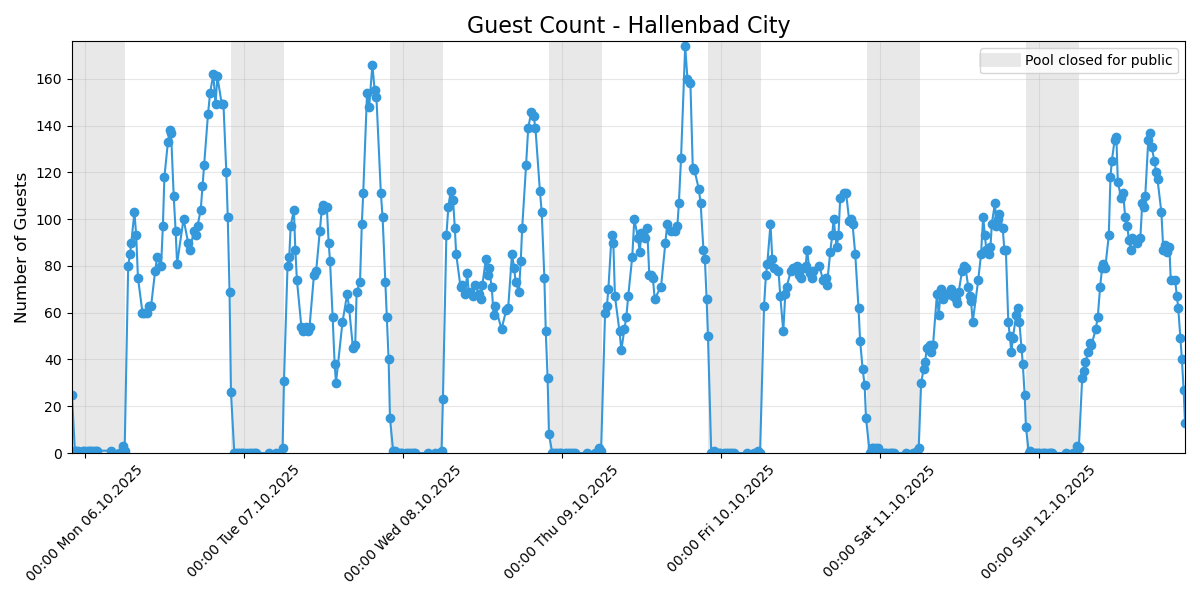 Guest Count - Hallenbad City
Pool closed for public
Number of Guests
160
140
120
100
80
60
40
20
0
00:00 Mon 06.10.2025
00:00 Tue 07.10.2025
00:00 Wed 08.10.2025
00:00 Thu 09.10.2025
00:00 Fri 10.10.2025
00:00 Sat 11.10.2025
00:00 Sun 12.10.2025